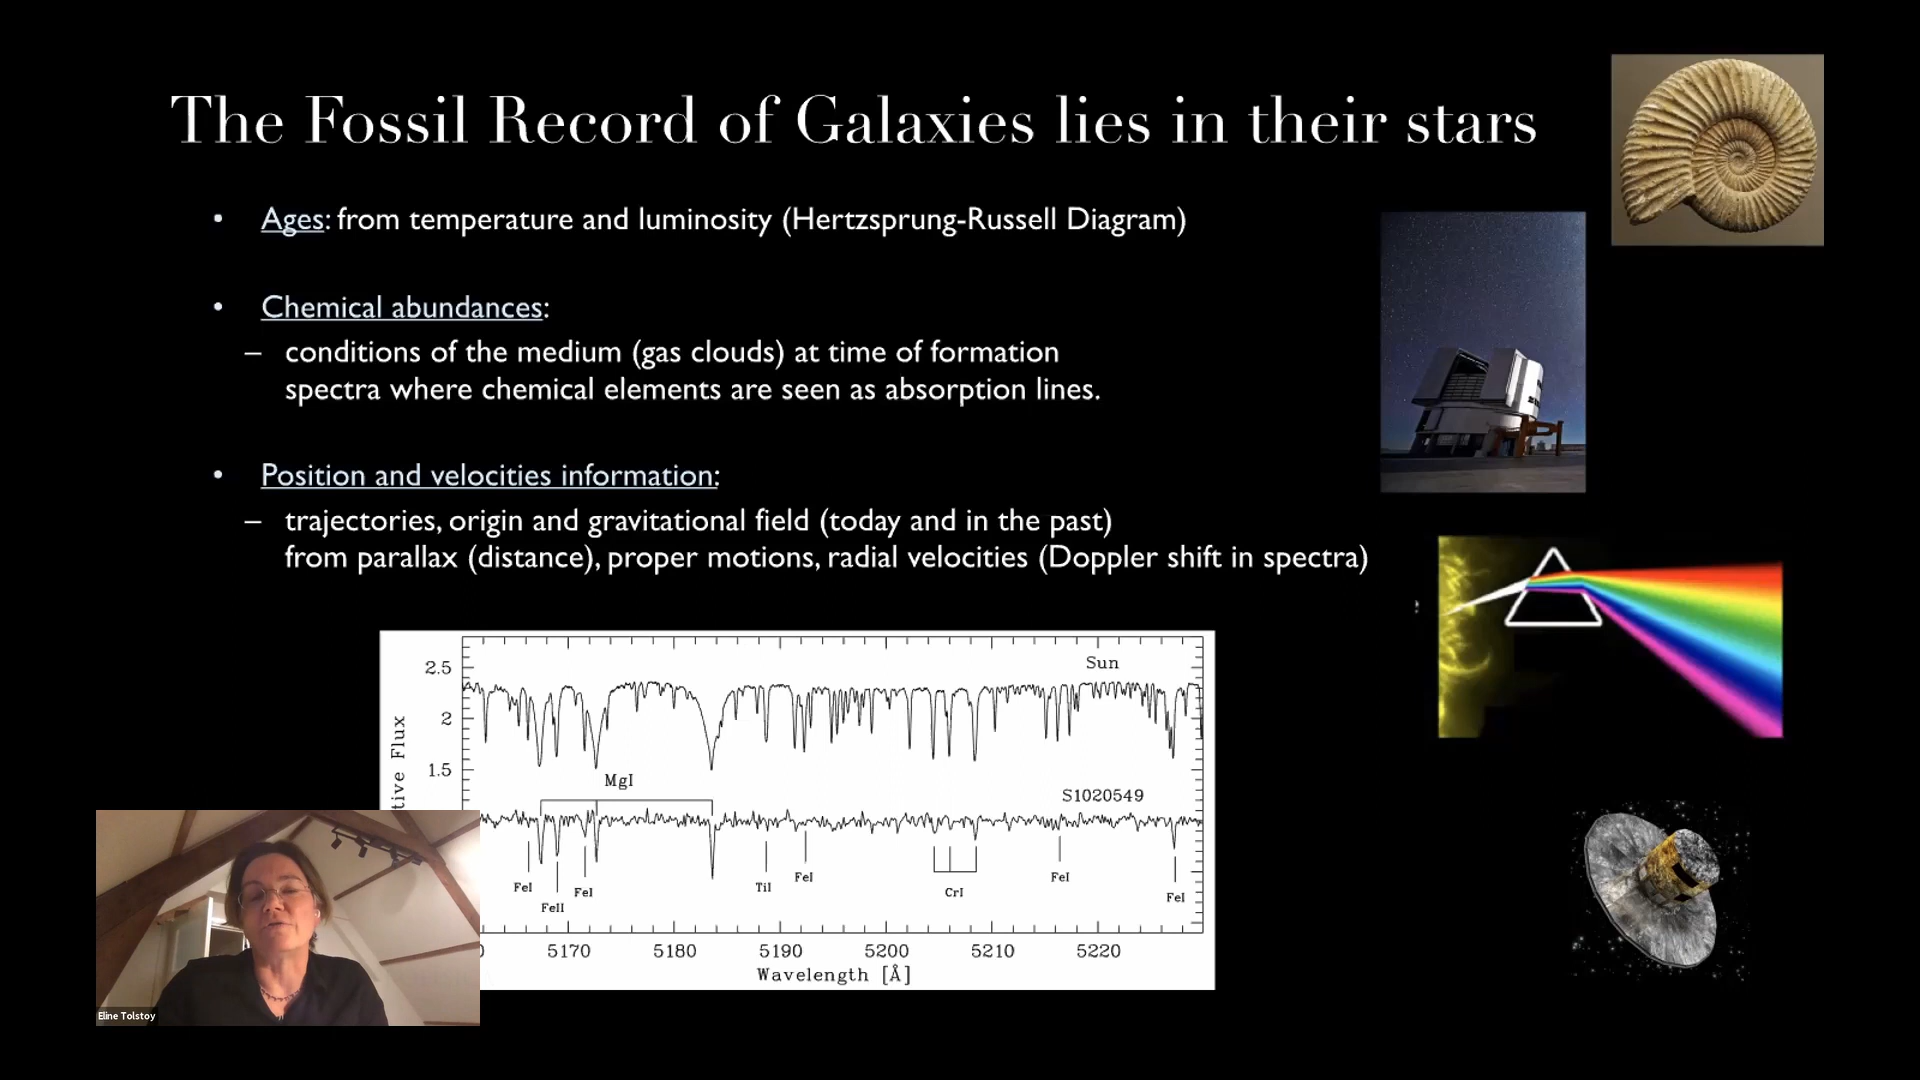 The Fossil Record of Galaxies lies in their stars
• Ages: from temperature and luminosity (Hertzsprung-Russell Diagram)
• Chemical abundances:
– conditions of the medium (gas clouds) at time of formation
spectra where chemical elements are seen as absorption lines.
• Position and velocities information:
– trajectories, origin and gravitational field (today and in the past)
from parallax (distance), proper motions, radial velocities (Doppler shift in spectra)
2.5
Sun
2
1.5
MgI
S1020549
FeI
FeII
FeI
TiI
FeI
CrI
FeI
FeI
5170 5180 5190 5200 5210 5220
Wavelength [Å]
Flux
Eline Tolstoy